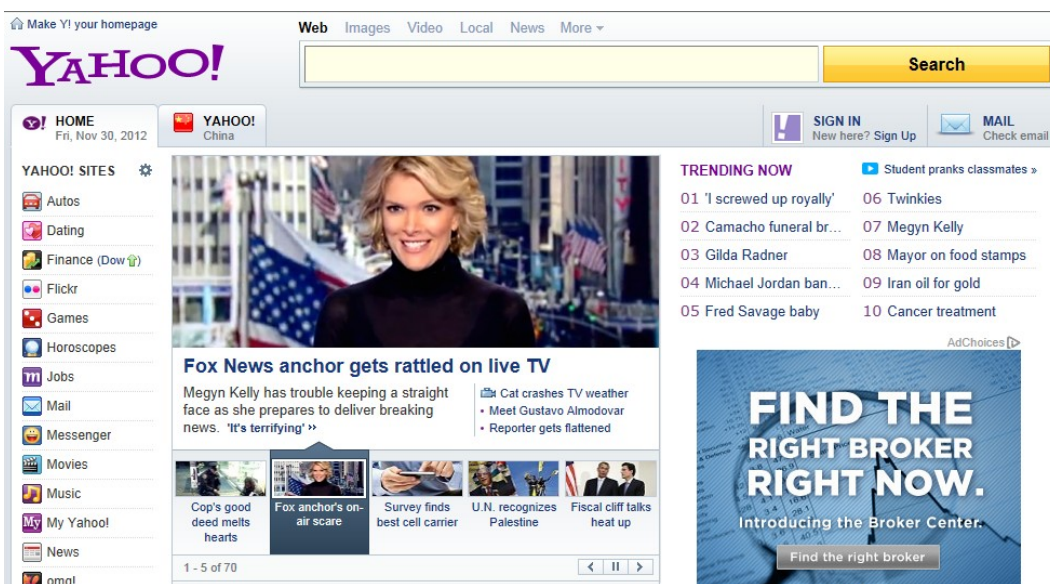 Make Y! your homepage
Web Images Video Local News More
YAHOO!
Search
Y! HOME
Fri, Nov 30, 2012
YAHOO!
China
SIGN IN
New here? Sign Up
MAIL
Check email
YAHOO! SITES
Autos
Dating
Finance (Dow )
Flickr
Games
Horoscopes
m Jobs
Mail
Messenger
Movies
Music
My My Yahoo!
News
omg!
Fox News anchor gets rattled on live TV
Megyn Kelly has trouble keeping a straight
face as she prepares to deliver breaking
news. 'It's terrifying' »
Cat crashes TV weather
• Meet Gustavo Almodovar
• Reporter gets flattened
Cop's good
deed melts
hearts
Fox anchor's on-
air scare
Survey finds
best cell carrier
U.N. recognizes
Palestine
Fiscal cliff talks
heat up
1 - 5 of 70
TRENDING NOW
Student pranks classmates »
01 'I screwed up royally'
02 Camacho funeral br...
03 Gilda Radner
04 Michael Jordan ban...
05 Fred Savage baby
06 Twinkies
07 Megyn Kelly
08 Mayor on food stamps
09 Iran oil for gold
10 Cancer treatment
AdChoices
FIND THE
RIGHT BROKER
RIGHT NOW.
Introducing the Broker Center.
Find the right broker